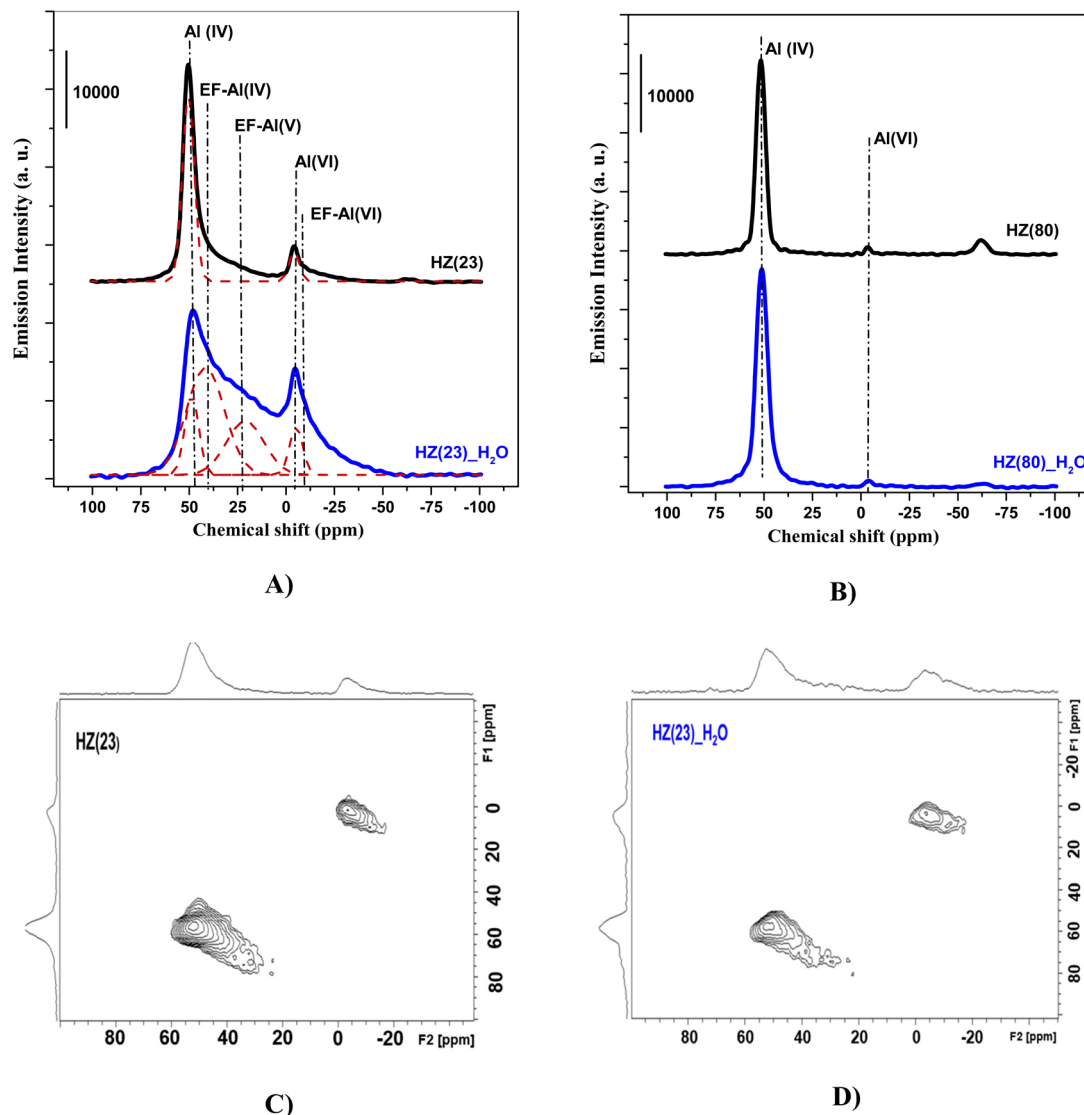 Al (IV)
10000
EF-Al(IV)
EF-Al(V)
Al(VI)
EF-Al(VI)
HZ(23)
HZ(23)_H2O
Emission Intensity (a. u.)
100 75 50 25 0 -25 -50 -75 -100
Chemical shift (ppm)
A)
Al (IV)
10000
Al(VI)
HZ(80)
HZ(80)_H2O
Emission Intensity (a. u.)
100 75 50 25 0 -25 -50 -75 -100
Chemical shift (ppm)
B)
HZ(23)
F1 [ppm]
0
20
40
60
80
80 60 40 20 0 -20 F2 [ppm]
C)
HZ(23)_H2O
F1 [ppm]
-20
0
20
40
60
80
80 60 40 20 0 -20 F2 [ppm]
D)